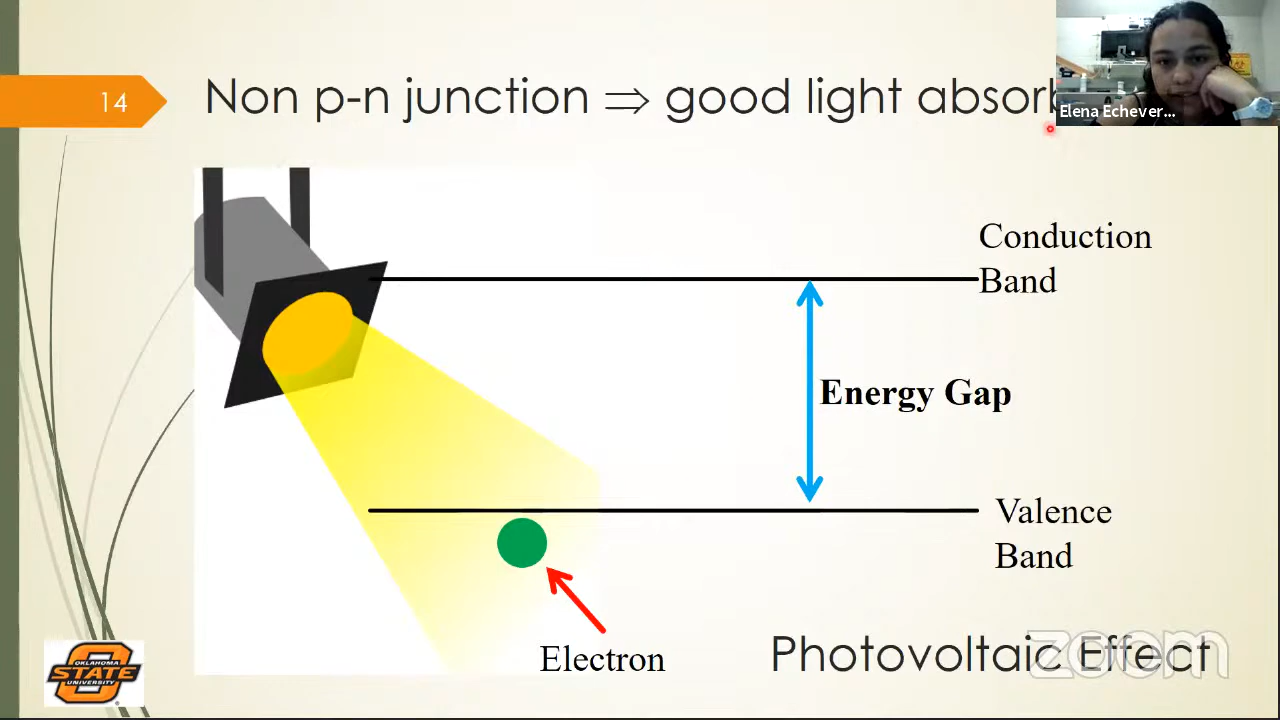 14
Non p-n junction ⇒ good light absorb
Elena Echever...
Conduction
Band
Energy Gap
Valence
Band
Electron
Photovoltaic Effect
zoom
OKLAHOMA
STATE
UNIVERSITY